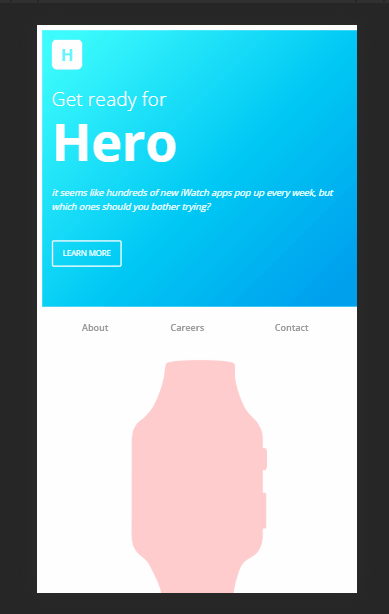 H
Get ready for
Hero
it seems like hundreds of new iWatch apps pop up every week, but
which ones should you bother trying?
LEARN MORE
About Careers Contact